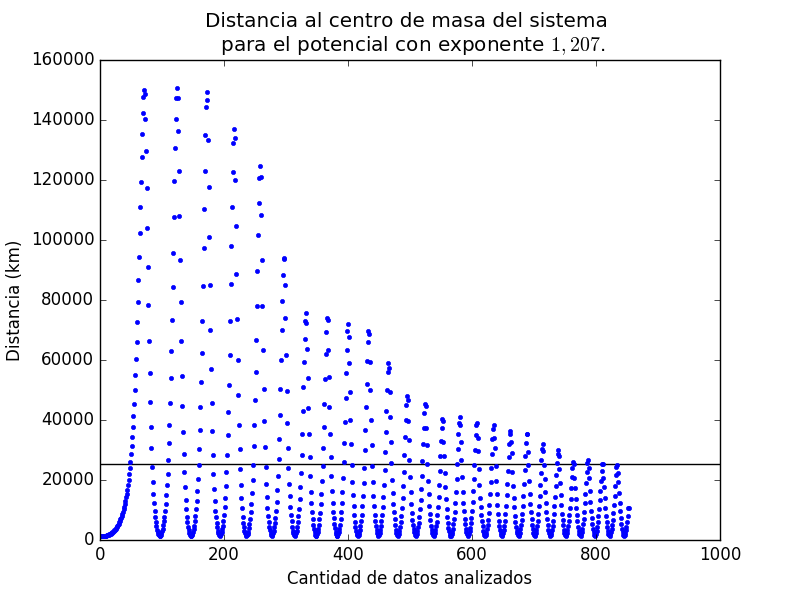 Distancia al centro de masa del sistema
para el potencial con exponente 1, 207.
160000
140000
120000
100000
80000
60000
40000
20000
0
Distancia (km)
0 200 400 600 800 1000
Cantidad de datos analizados